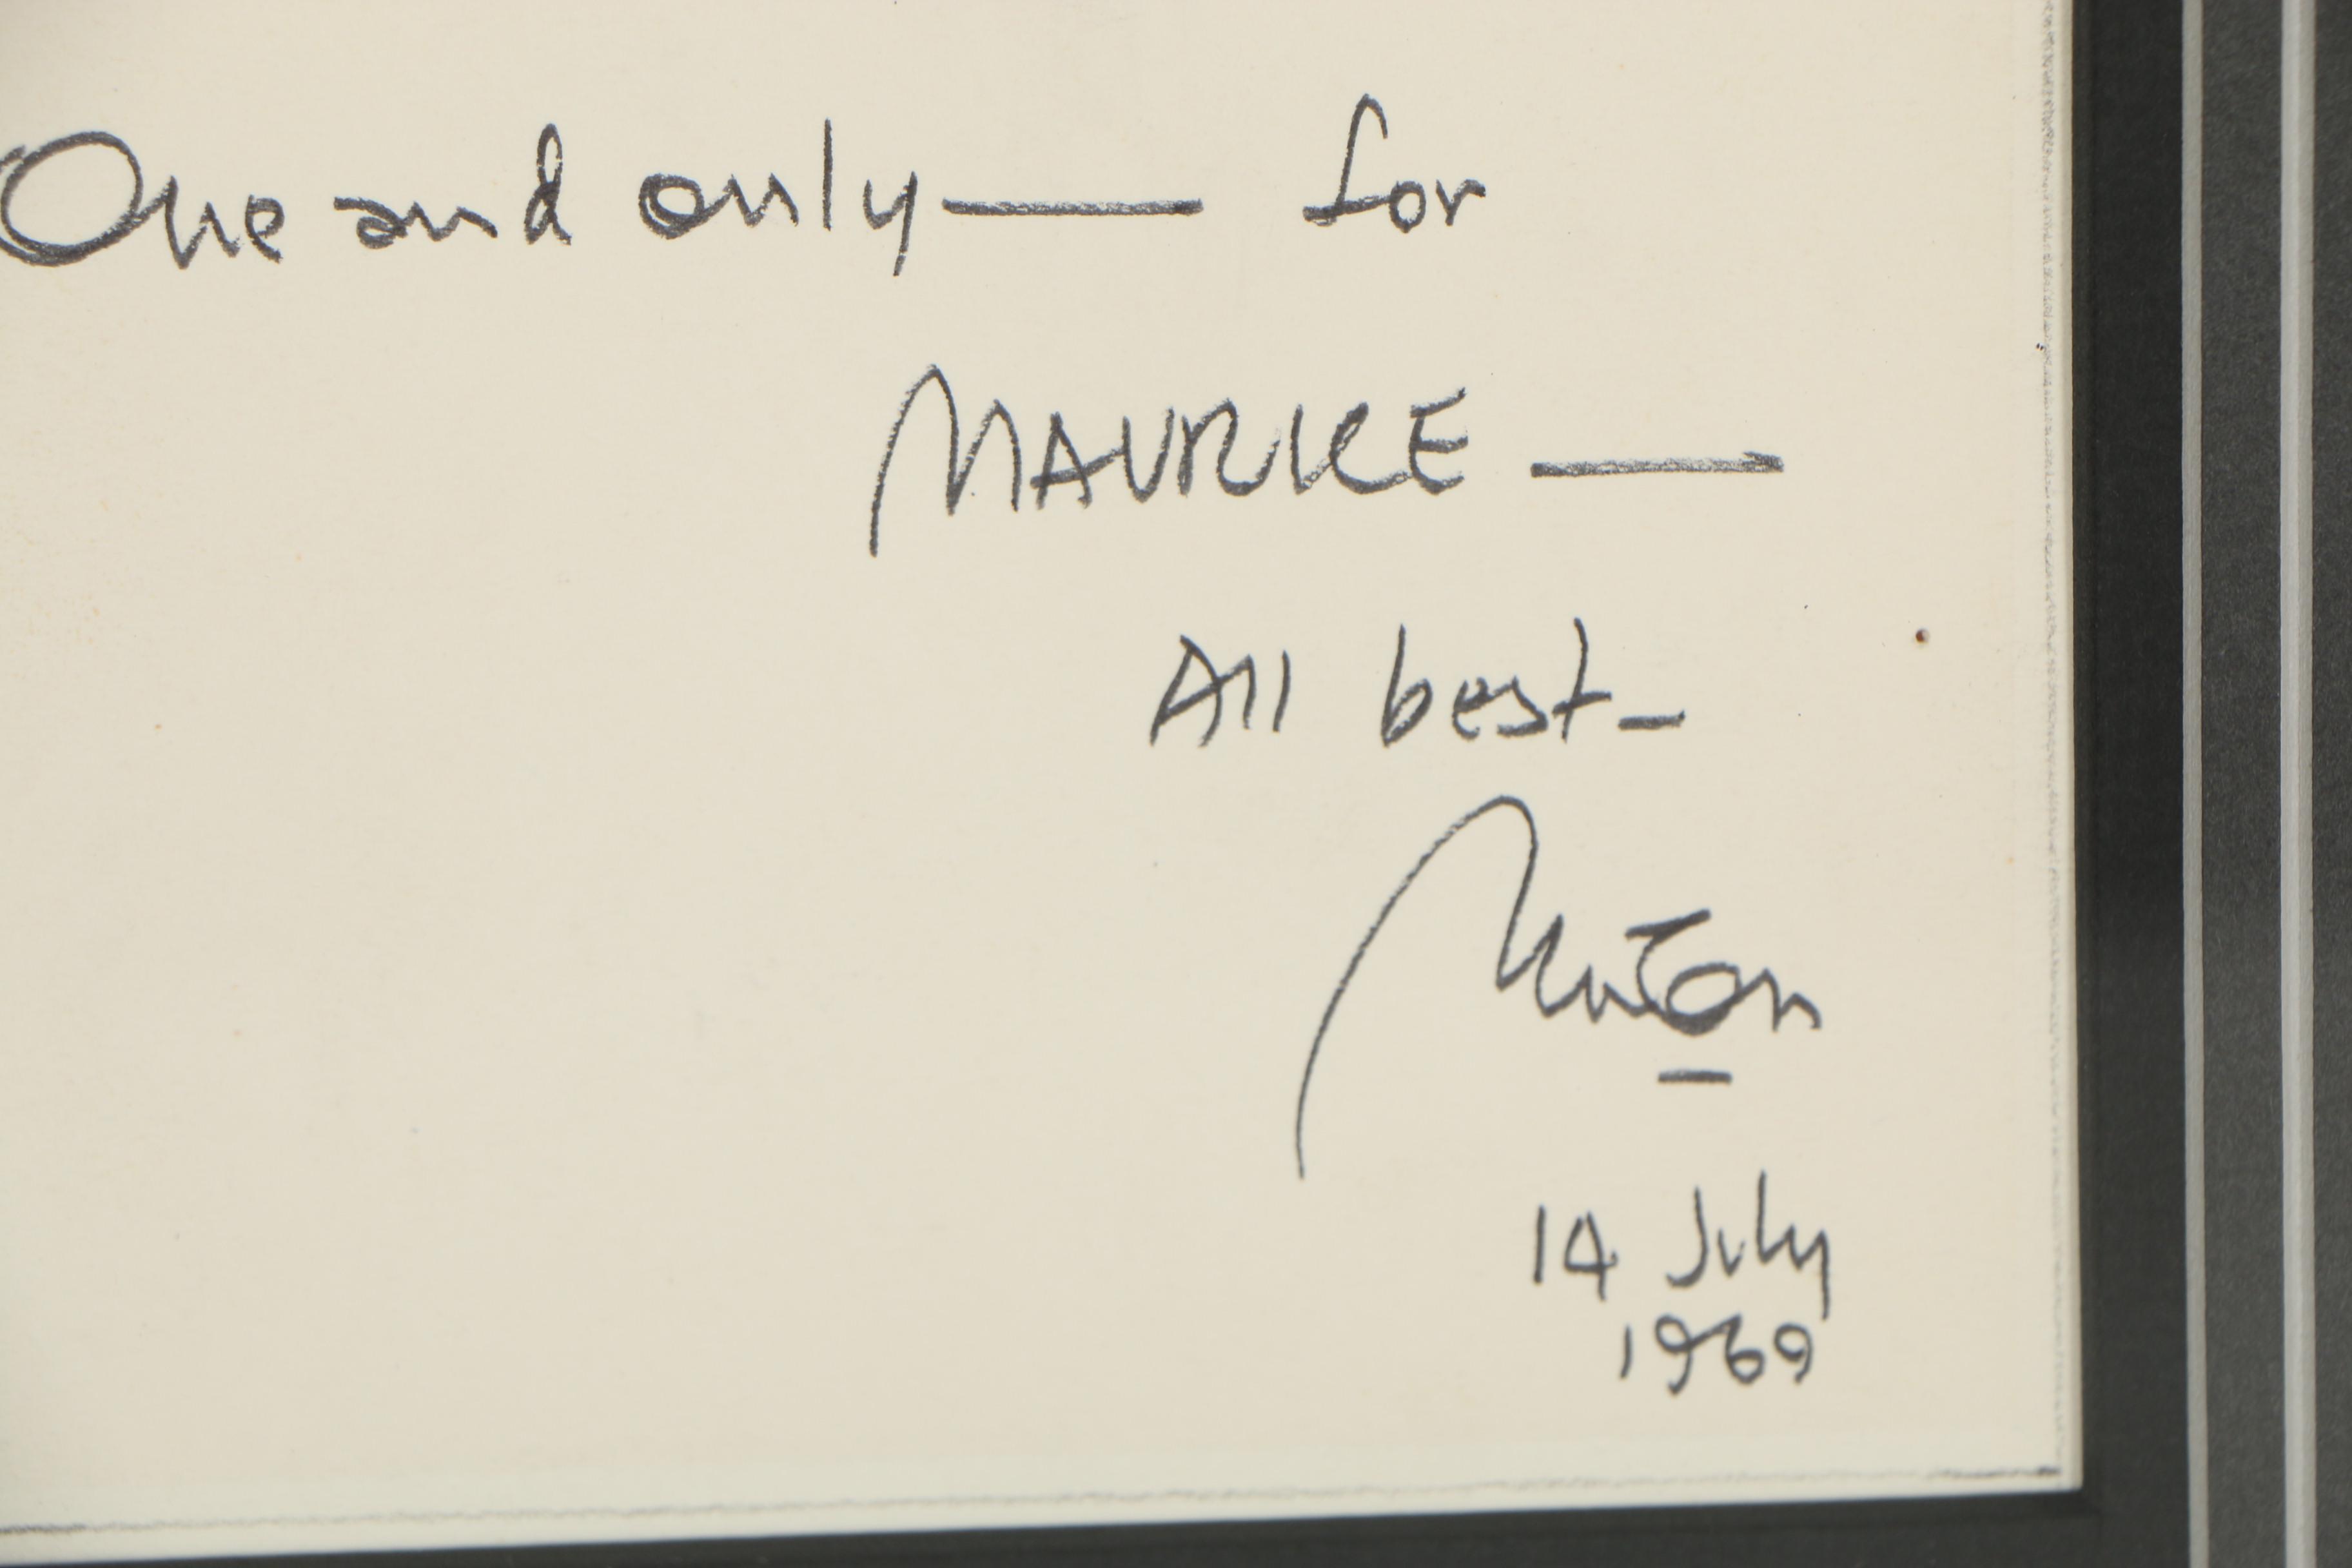 One and only — for
MAURICE —
All best –
14 July
1969